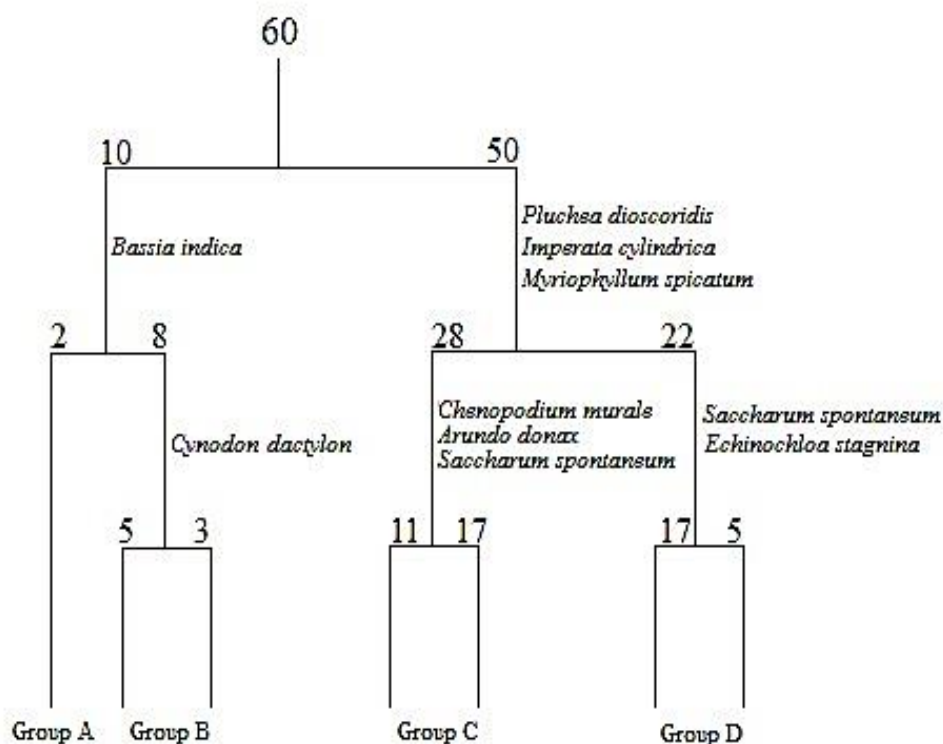 60
10 50
Bassia indica
Pluchea dioscoridis
Imperata cylindrica
Myriophyllum spicatum
2 8 28 22
Cynodon dactylon
Chenopodium murale
Arundo donax
Saccharum spontaneum
Saccharum spontaneum
Echinochloa stagnina
5 3 11 17 17 5
Group A Group B Group C Group D